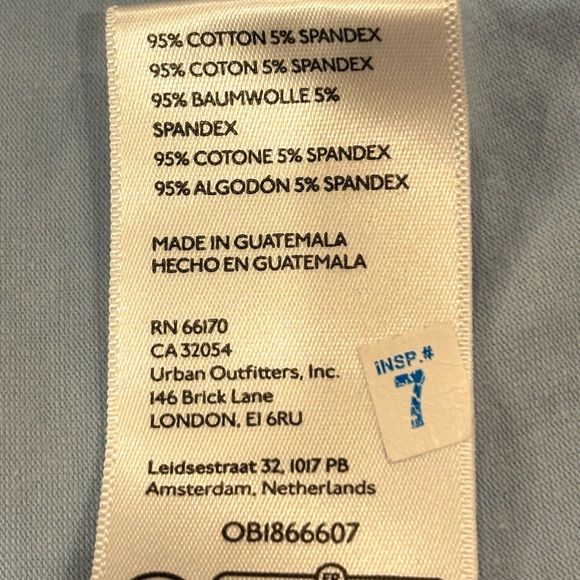 95% COTTON 5% SPANDEX
95% COTON 5% SPANDEX
95% BAUMWOLLE 5%
SPANDEX
95% COTONE 5% SPANDEX
95% ALGODÓN 5% SPANDEX
MADE IN GUATEMALA
HECHO EN GUATEMALA
RN 66170
CA 32054
Urban Outfitters, Inc.
146 Brick Lane
LONDON, E1 6RU
iNSP.#
7
Leidsestraat 32, 1017 PB
Amsterdam, Netherlands
OB1866607
FR